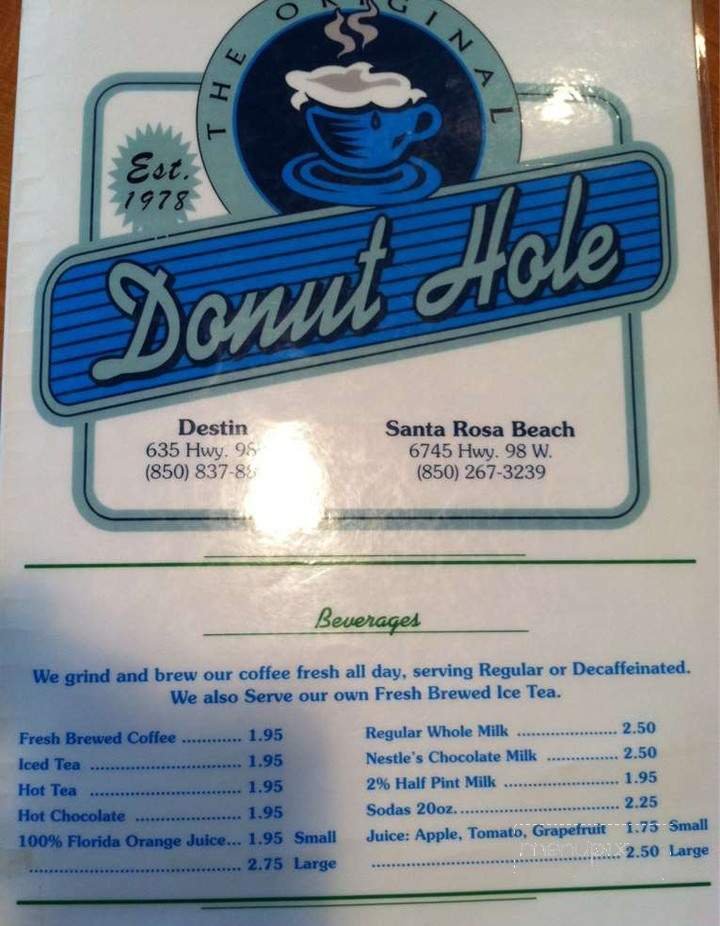 THE ORIGINAL
Est.
1978
Donut Hole
Destin
635 Hwy.
(850)
Santa Rosa Beach
6745 Hwy. 98 W.
(850) 267-3239
Beverages
We grind and brew our coffee fresh all day, serving Regular or Decaffeinated.
We also Serve our own Fresh Brewed Ice Tea.
Fresh Brewed Coffee ............ 1.95
Iced Tea .............................. 1.95
Hot Tea .............................. 1.95
Hot Chocolate ..................... 1.95
100% Florida Orange Juice... 1.95 Small
.......................................... 2.75 Large
Regular Whole Milk .................... 2.50
Nestle's Chocolate Milk .............. 2.50
2% Half Pint Milk ....................... 1.95
Sodas 20oz. ................................ 2.25
Juice: Apple, Tomato, Grapefruit 1.75 Small
.................................................. 2.50 Large
menupix